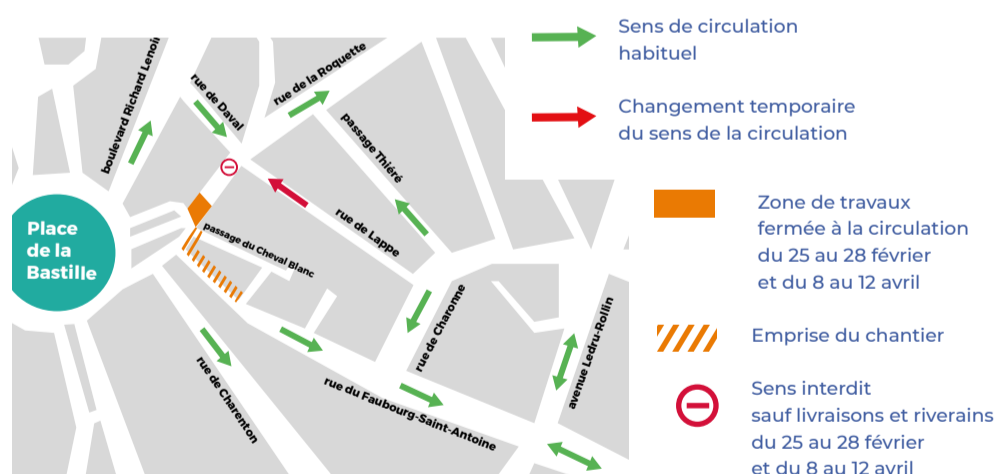 boulevard Richard Lenoir
rue de Daval
rue de la Roquette
passage Thiéré
rue de Lappe
passage du Cheval Blanc
Place
de la
Bastille
rue de Charonne
avenue Ledru-Rollin
rue de Charenton
rue du Faubourg-Saint-Antoine
Sens de circulation
habituel
Changement temporaire
du sens de la circulation
Zone de travaux
fermée à la circulation
du 25 au 28 février
et du 8 au 12 avril
Emprise du chantier
Sens interdit
sauf livraisons et riverains
du 25 au 28 février
et du 8 au 12 avril